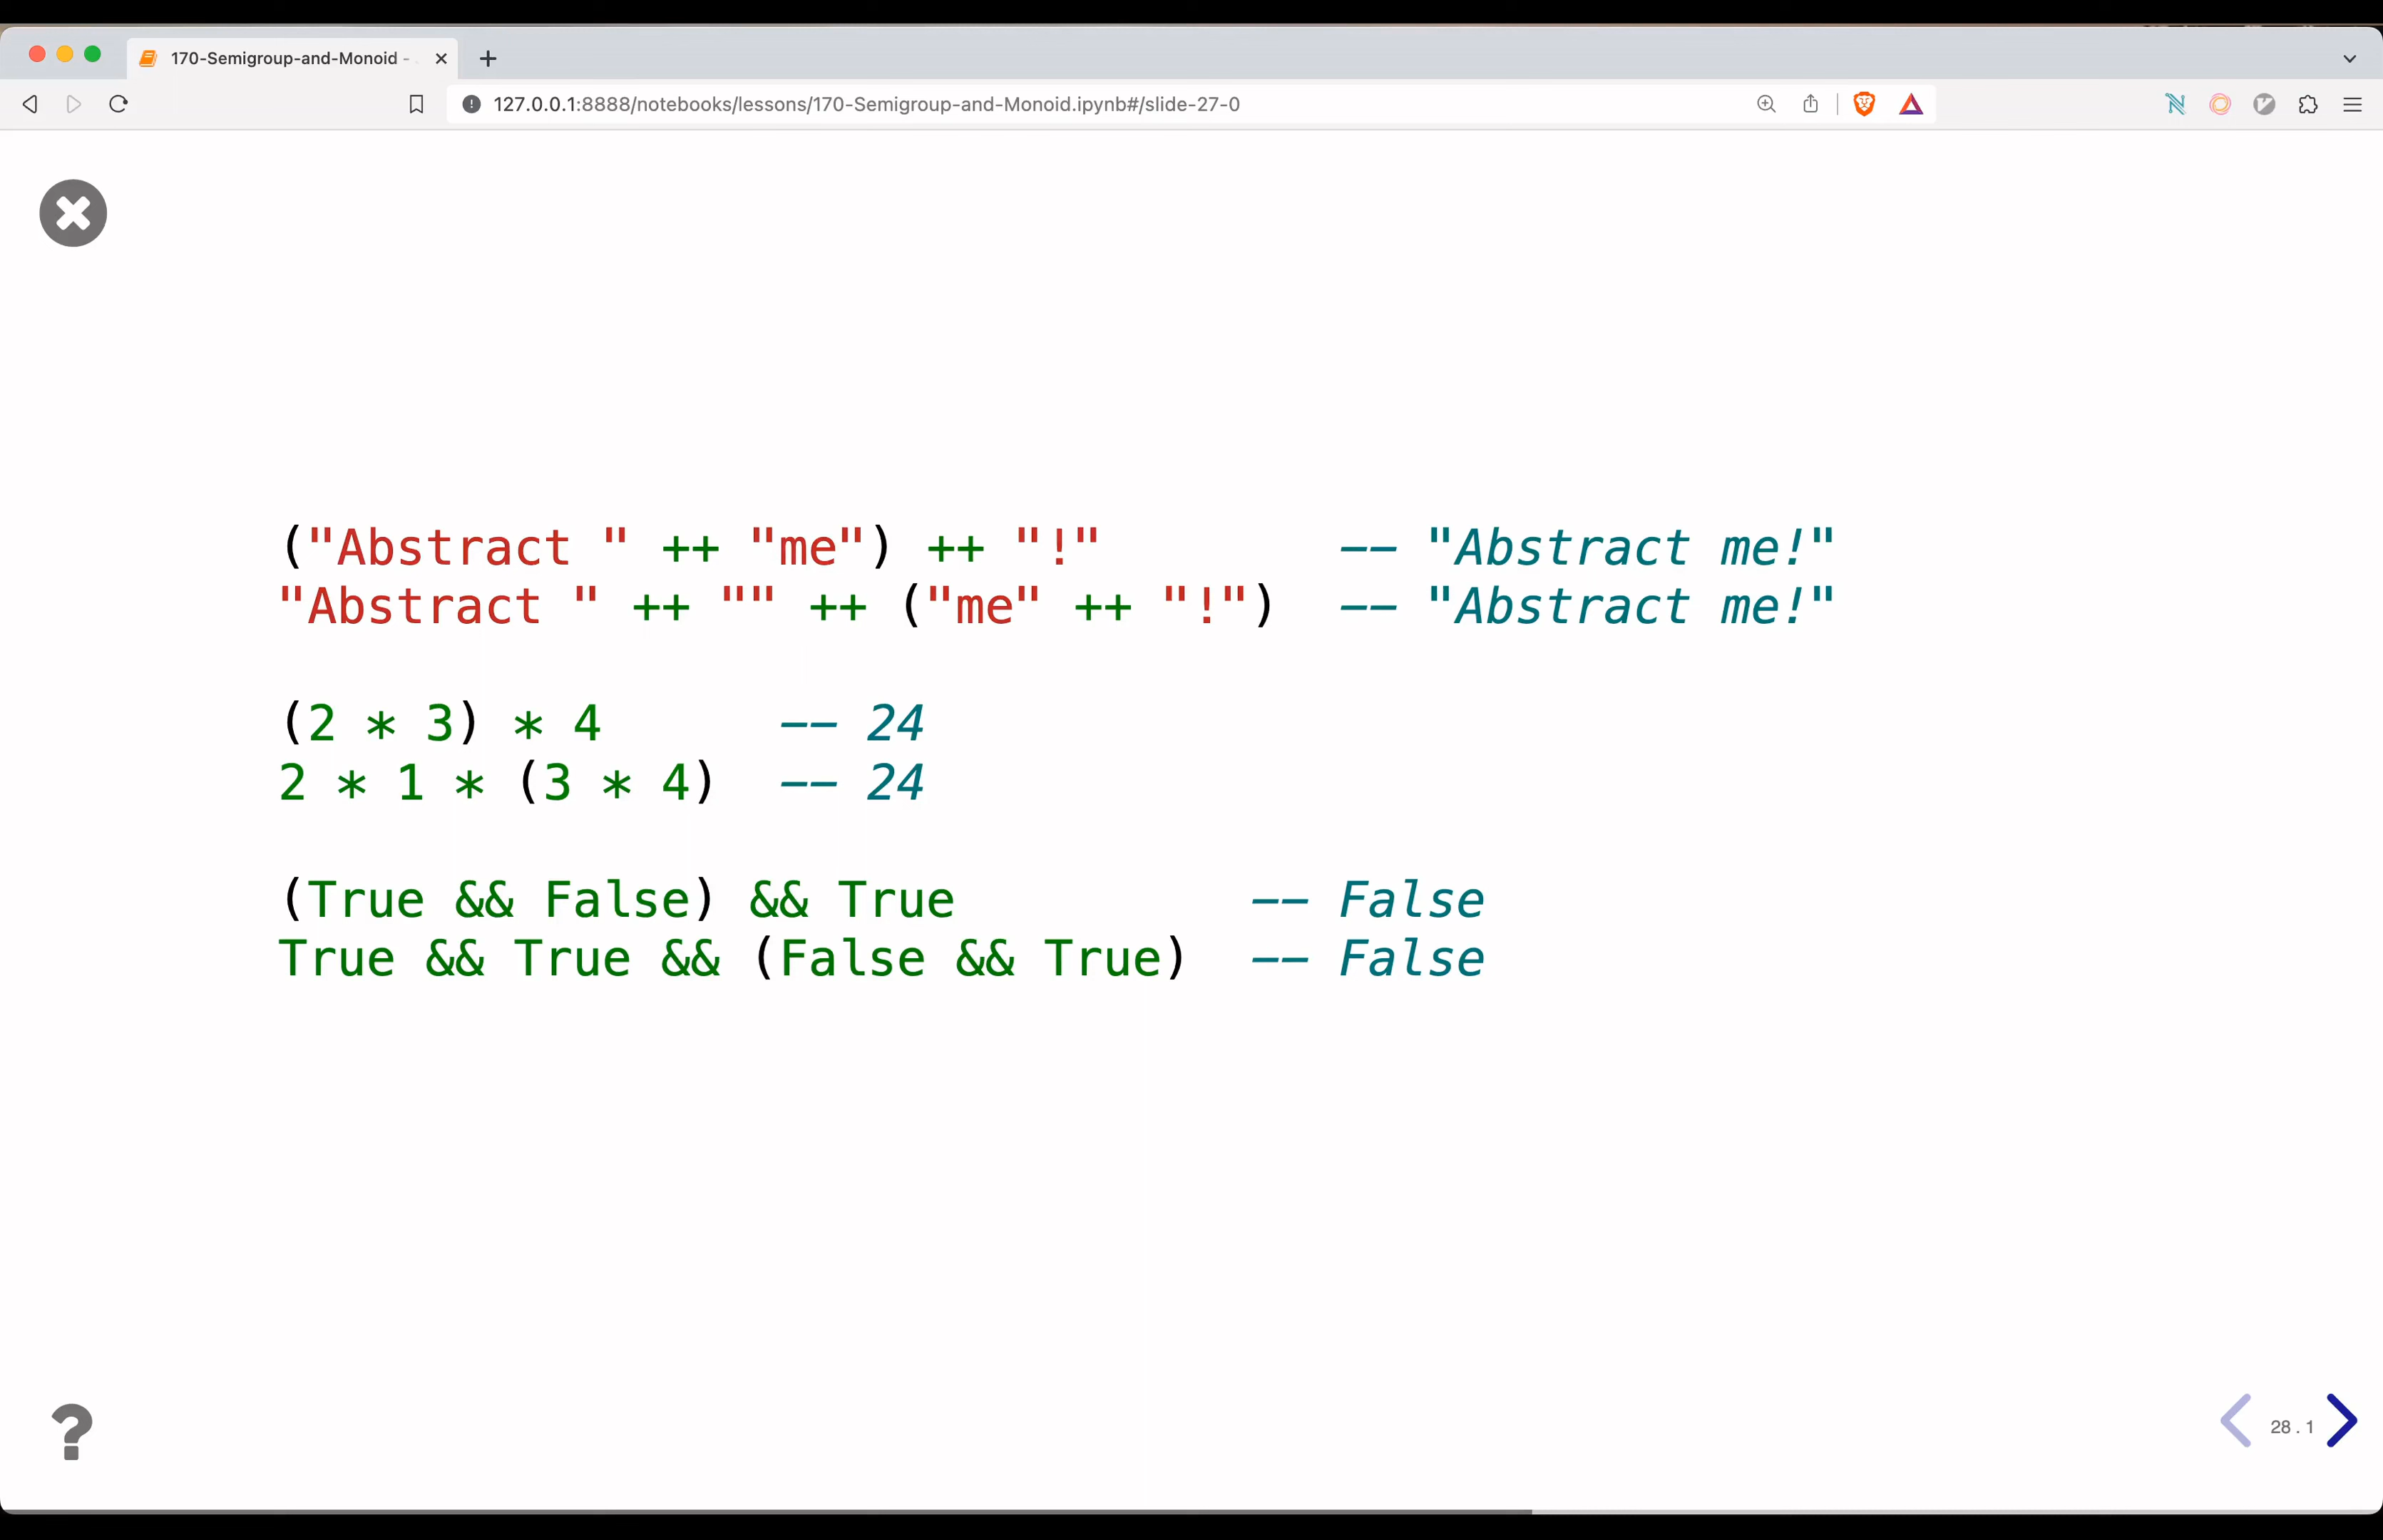 170-Semigroup-and-Monoid -
127.0.0.1:8888/notebooks/lessons/170-Semigroup-and-Monoid.ipynb#/slide-27-0
("Abstract " ++ "me") ++ "!" -- "Abstract me!"
"Abstract " ++ "" ++ ("me" ++ "!") -- "Abstract me!"
(2 * 3) * 4 -- 24
2 * 1 * (3 * 4) -- 24
(True && False) && True -- False
True && True && (False && True) -- False
?
28 . 1